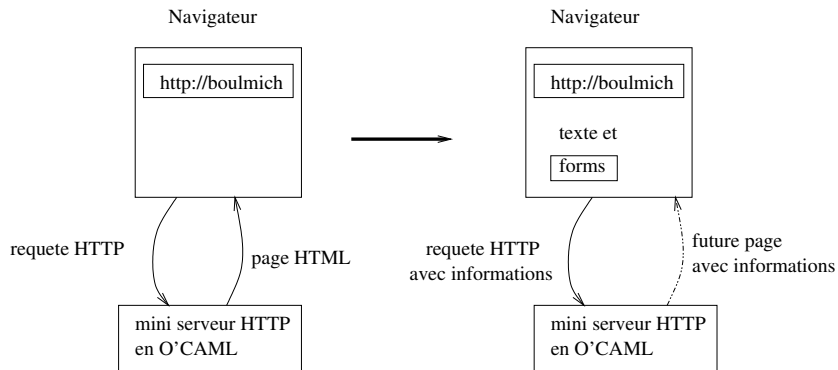 Navigateur
http://boulmich
requete HTTP
page HTML
mini serveur HTTP
en O'CAML
Navigateur
http://boulmich
texte et
forms
requete HTTP
avec informations
future page
avec informations
mini serveur HTTP
en O'CAML